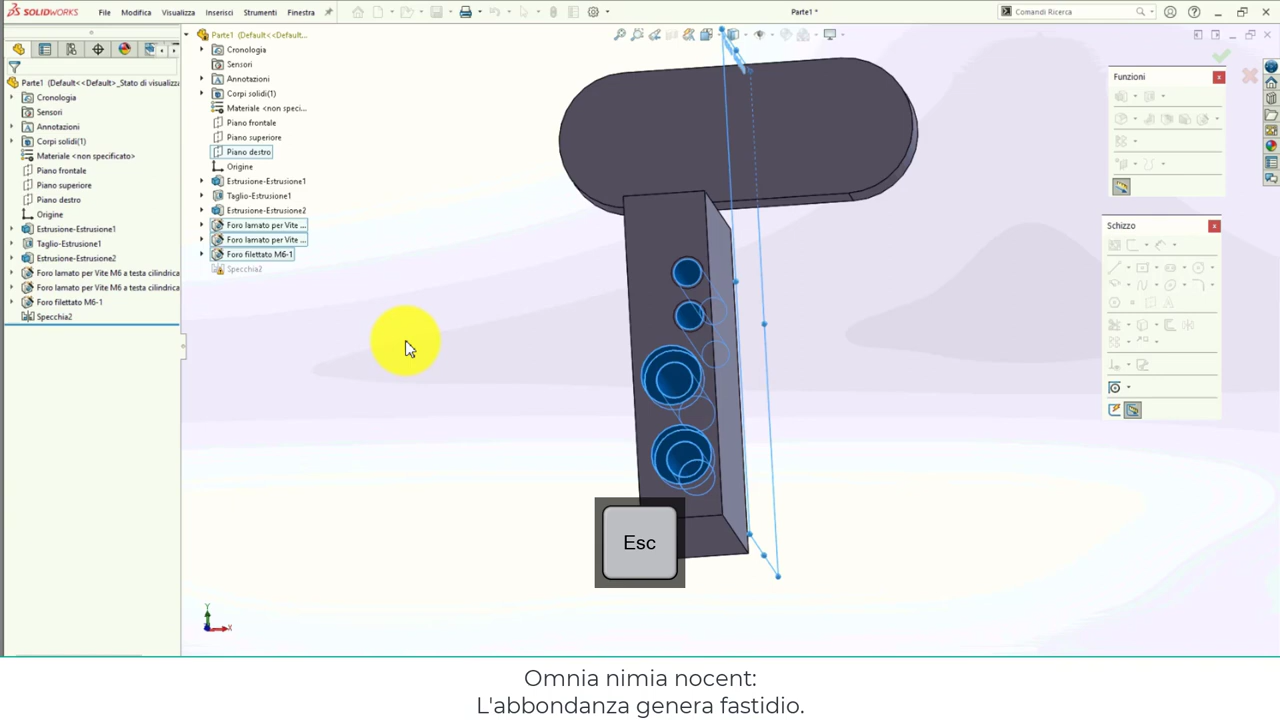 SOLIDWORKS
File
Modifica
Visualizza
Inserisci
Strumenti
Finestra
Parte1 *
Comandi Ricerca
Parte1 (Default<<Default>_Stato di visualizza
Cronologia
Sensori
Annotazioni
Corpi solidi(1)
Materiale <non specificato>
Piano frontale
Piano superiore
Piano destro
Origine
Estrusione-Estrusione1
Taglio-Estrusione1
Estrusione-Estrusione2
Foro lamato per Vite M6 a testa cilindrica
Foro lamato per Vite M6 a testa cilindrica
Foro filettato M6-1
Specchia2
Parte1 (Default<<Default,...
Cronologia
Sensori
Annotazioni
Corpi solidi(1)
Materiale <non speci...
Piano frontale
Piano superiore
Piano destro
Origine
Estrusione-Estrusione1
Taglio-Estrusione1
Estrusione-Estrusione2
Foro lamato per Vite ...
Foro lamato per Vite ...
Foro filettato M6-1
Specchia2
Funzioni
Schizzo
Esc
Y
X
Omnia nimia nocent:
L'abbondanza genera fastidio.